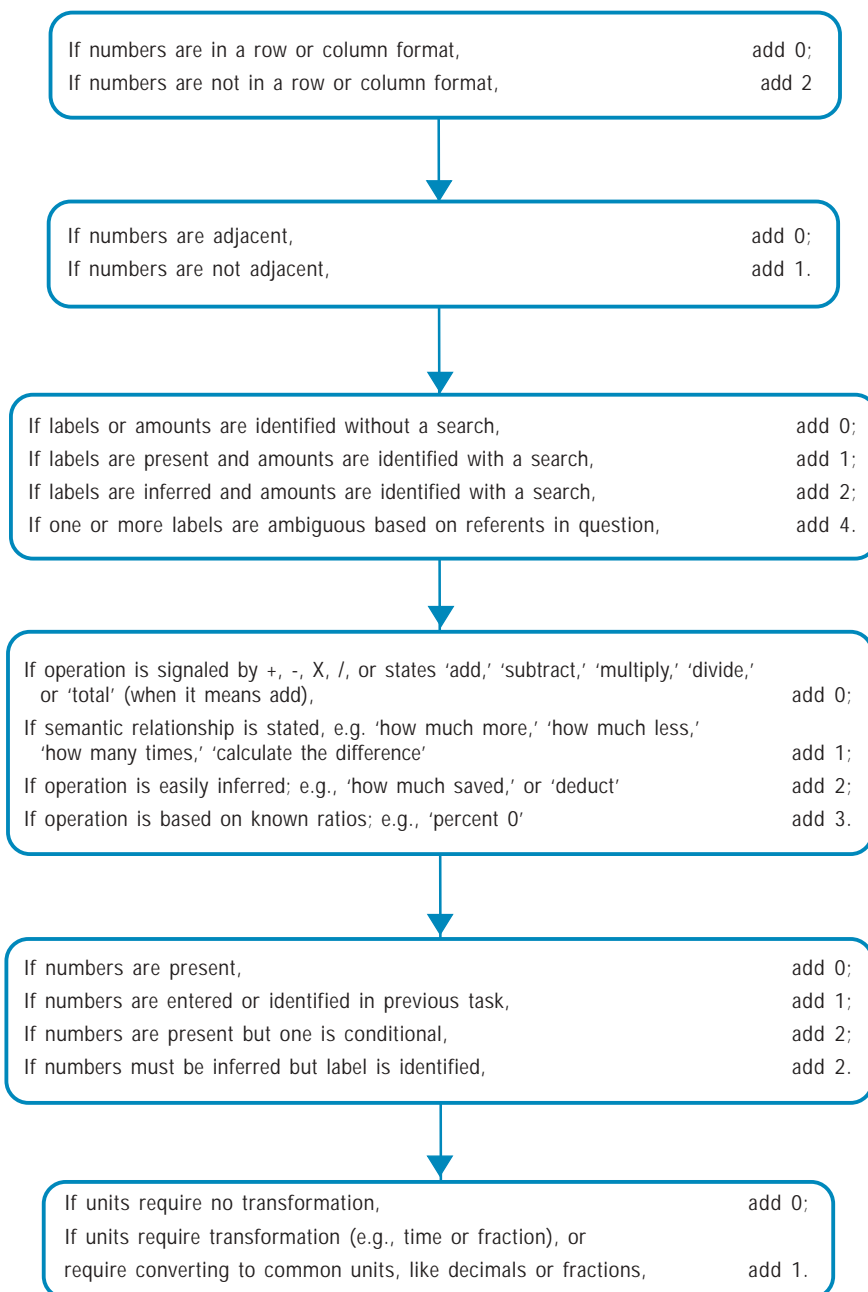 If numbers are in a row or column format, add 0;
If numbers are not in a row or column format, add 2
If numbers are adjacent, add 0;
If numbers are not adjacent, add 1.
If labels or amounts are identified without a search, add 0;
If labels are present and amounts are identified with a search, add 1;
If labels are inferred and amounts are identified with a search, add 2;
If one or more labels are ambiguous based on referents in question, add 4.
If operation is signaled by +, -, X, /, or states ‘add,’ ‘subtract,’ ‘multiply,’ ‘divide,’
or ‘total’ (when it means add), add 0;
If semantic relationship is stated, e.g. ‘how much more,’ ‘how much less,’
‘how many times,’ ‘calculate the difference’ add 1;
If operation is easily inferred; e.g., ‘how much saved,’ or ‘deduct’ add 2;
If operation is based on known ratios; e.g., ‘percent 0’ add 3.
If numbers are present, add 0;
If numbers are entered or identified in previous task, add 1;
If numbers are present but one is conditional, add 2;
If numbers must be inferred but label is identified, add 2.
If units require no transformation, add 0;
If units require transformation (e.g., time or fraction), or
require converting to common units, like decimals or fractions, add 1.